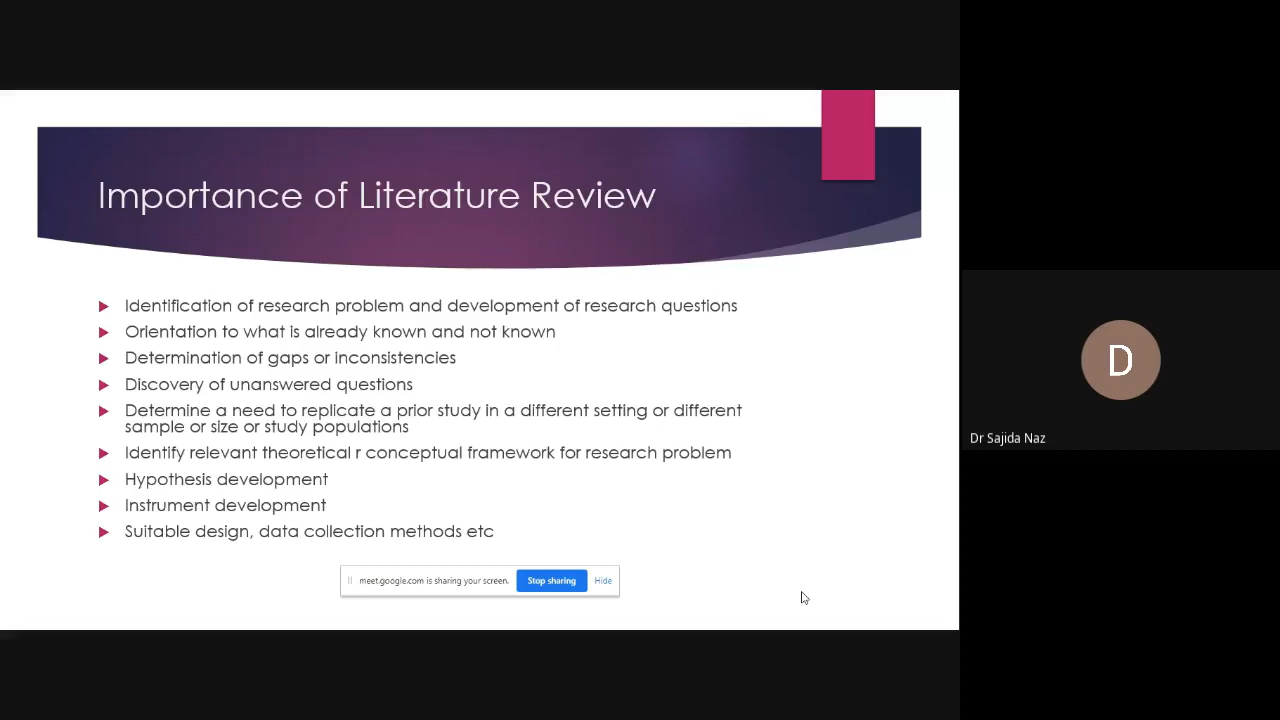 Importance of Literature Review
Identification of research problem and development of research questions
Orientation to what is already known and not known
Determination of gaps or inconsistencies
Discovery of unanswered questions
Determine a need to replicate a prior study in a different setting or different
sample or size or study populations
Identify relevant theoretical r conceptual framework for research problem
Hypothesis development
Instrument development
Suitable design, data collection methods etc
meet.google.com is sharing your screen. Stop sharing Hide
D
Dr Sajida Naz